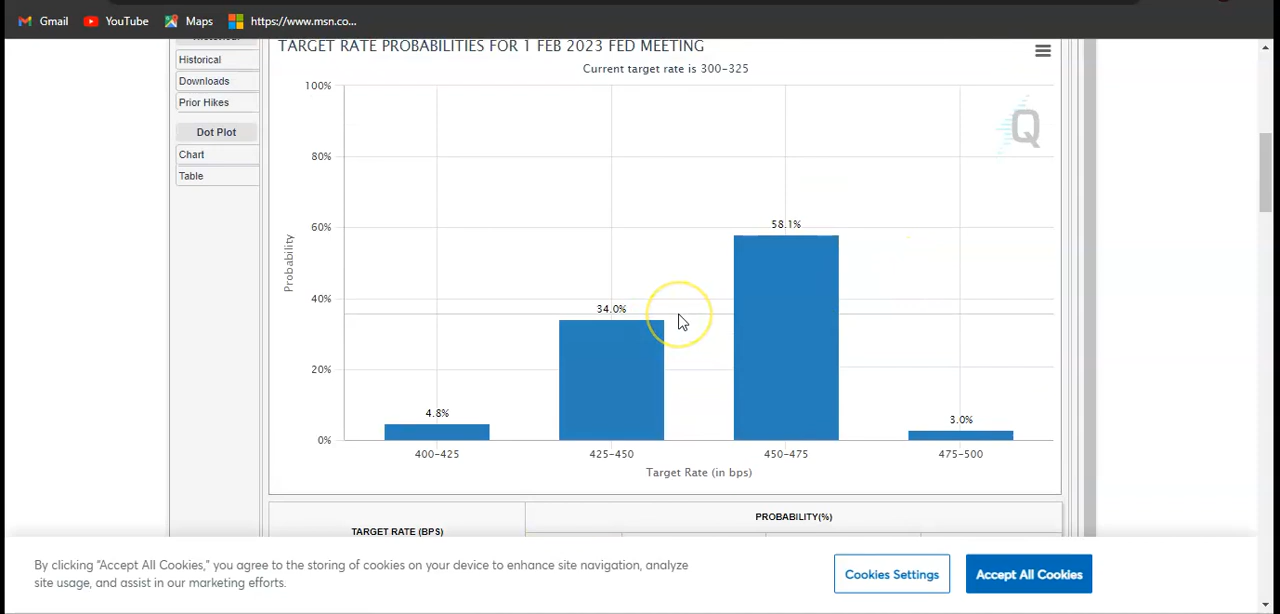 Gmail YouTube Maps https://www.msn.co...
TARGET RATE PROBABILITIES FOR 1 FEB 2023 FED MEETING
Current target rate is 300-325
Historical
Downloads
Prior Hikes
Dot Plot
Chart
Table
Q
Probability
100%
80%
60%
40%
20%
0%
4.8%
34.0%
58.1%
3.0%
400-425 425-450 450-475 475-500
Target Rate (in bps)
TARGET RATE (BPS)
PROBABILITY(%)
By clicking “Accept All Cookies,” you agree to the storing of cookies on your device to enhance site navigation, analyze
site usage, and assist in our marketing efforts.
Cookies Settings
Accept All Cookies